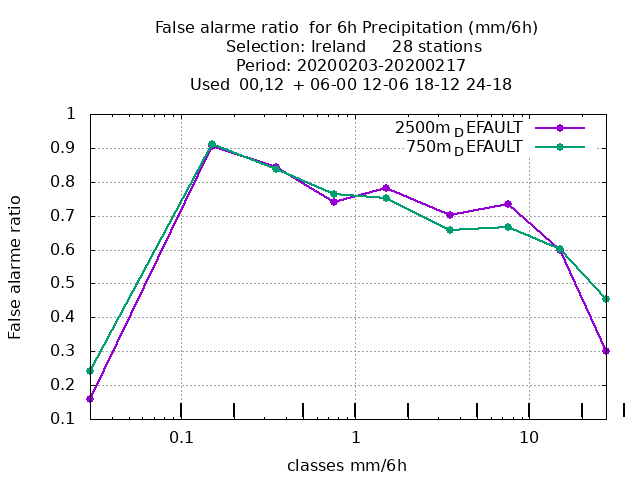 False alarme ratio  for 6h Precipitation (mm/6h)
Selection: Ireland     28 stations
Period: 20200203-20200217
Used  00,12  + 06-00 12-06 18-12 24-18
2500m_DEFAULT
750m_DEFAULT
1
0.9
0.8
0.7
0.6
0.5
0.4
0.3
0.2
0.1
False alarme ratio
0.1 1 10
classes mm/6h